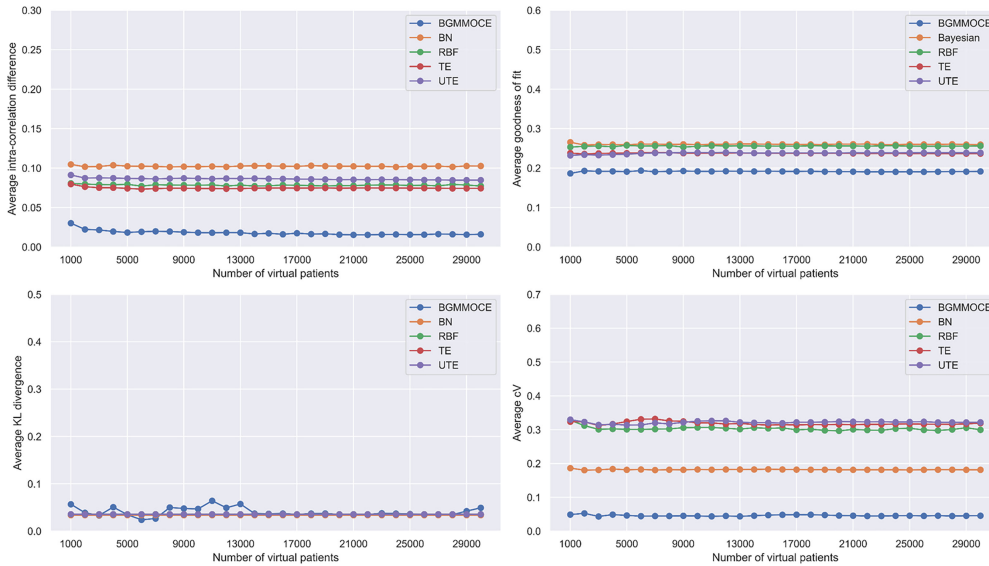 Average intra-correlation difference
0.30
0.25
0.20
0.15
0.10
0.05
0.00
BGMMOCE
BN
RBF
TE
UTE
1000 5000 9000 13000 17000 21000 25000 29000
Number of virtual patients
Average goodness of fit
0.6
0.5
0.4
0.3
0.2
0.1
0.0
BGMMOCE
Bayesian
RBF
TE
UTE
1000 5000 9000 13000 17000 21000 25000 29000
Number of virtual patients
Average KL divergence
0.5
0.4
0.3
0.2
0.1
0.0
BGMMOCE
BN
RBF
TE
UTE
1000 5000 9000 13000 17000 21000 25000 29000
Number of virtual patients
Average cV
0.7
0.6
0.5
0.4
0.3
0.2
0.1
0.0
BGMMOCE
BN
RBF
TE
UTE
1000 5000 9000 13000 17000 21000 25000 29000
Number of virtual patients